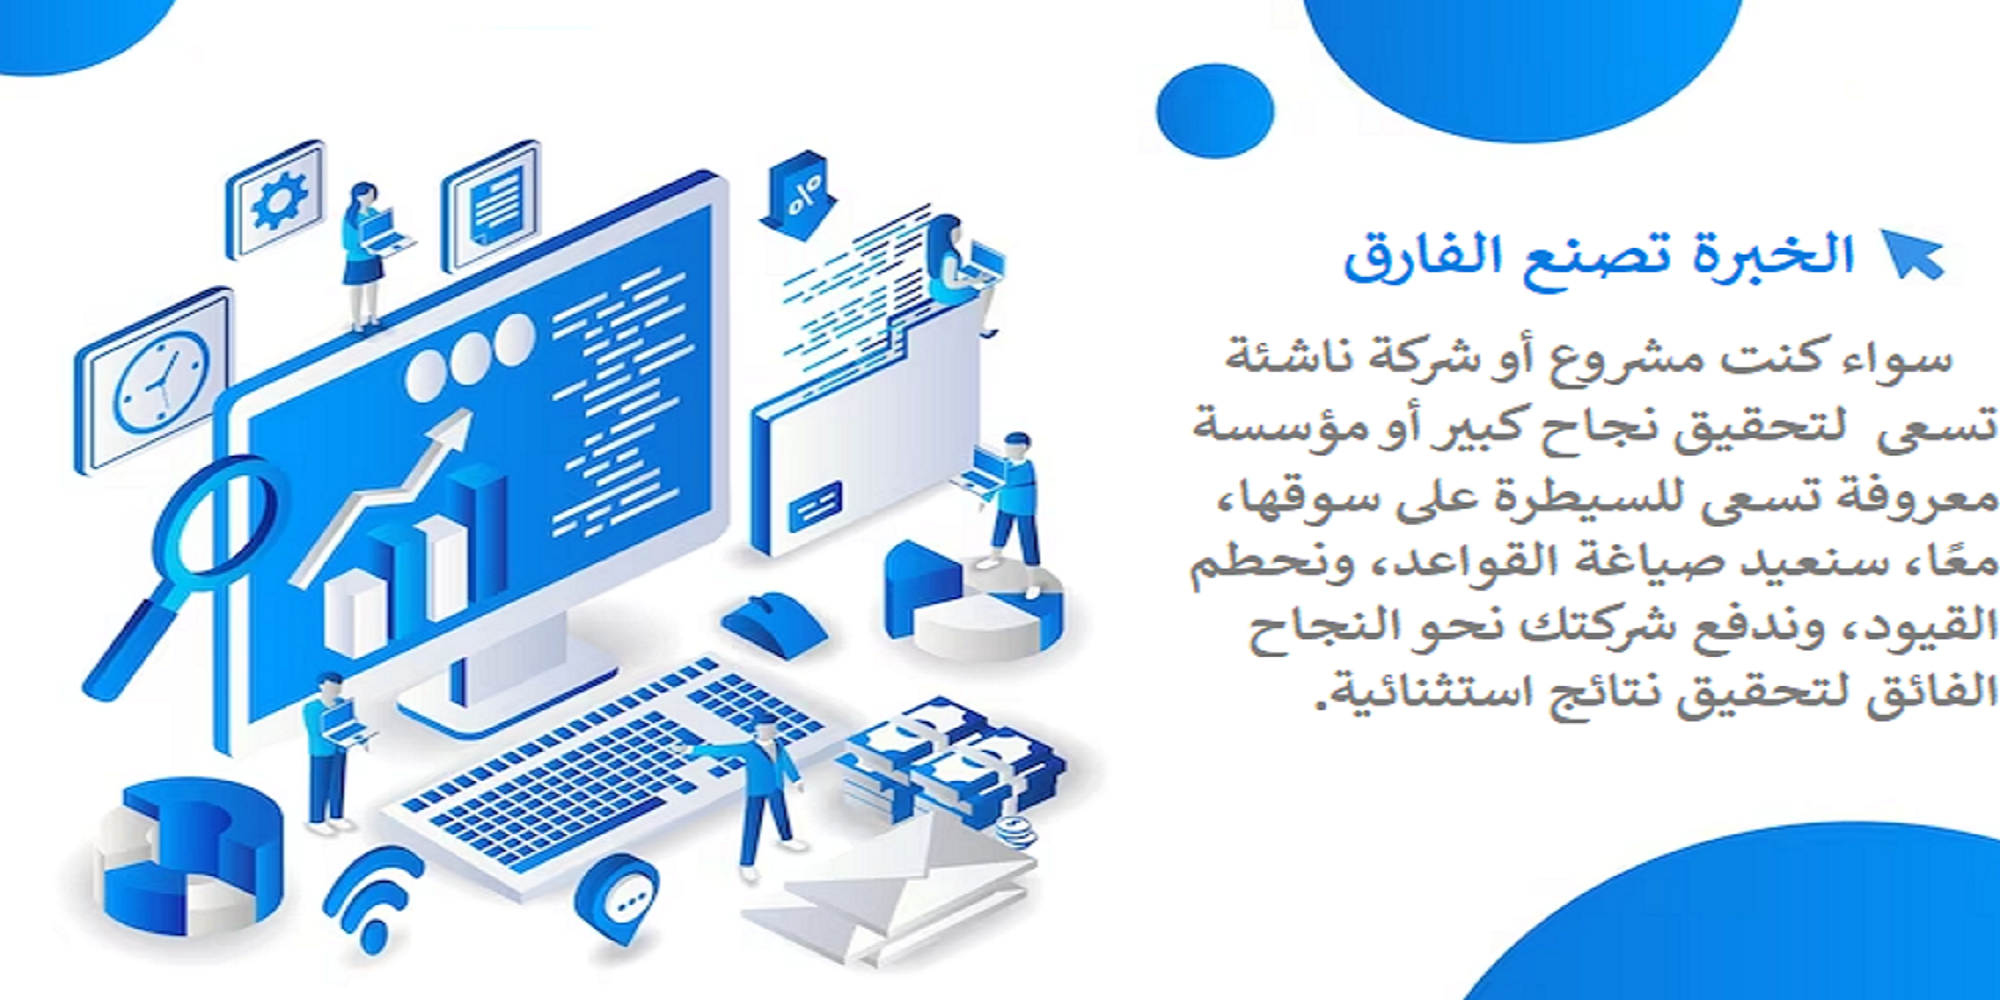 الخبرة تصنع الفارق
سواء كنت مشروع أو شركة ناشئة
تسعى لتحقيق نجاح كبير أو مؤسسة
معروفة تسعى للسيطرة على سوقها،
معًا، سنعيد صياغة القواعد، ونحطم
القيود، وندفع شركتك نحو النجاح
الفائق لتحقيق نتائج استثنائية.
%